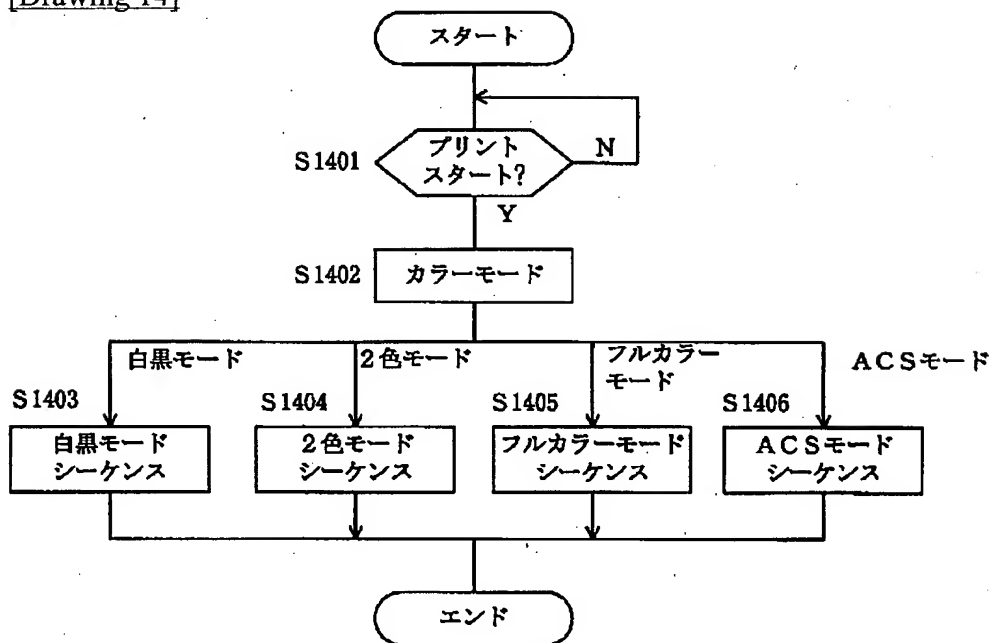 [Drawing 14]
スタート
S1401
プリント
スタート?
N
Y
S1402
カラーモード
白黒モード
2色モード
フルカラー
モード
ACSモード
S1403
S1404
S1405
S1406
白黒モード
シーケンス
2色モード
シーケンス
フルカラーモード
シーケンス
ACSモード
シーケンス
エンド